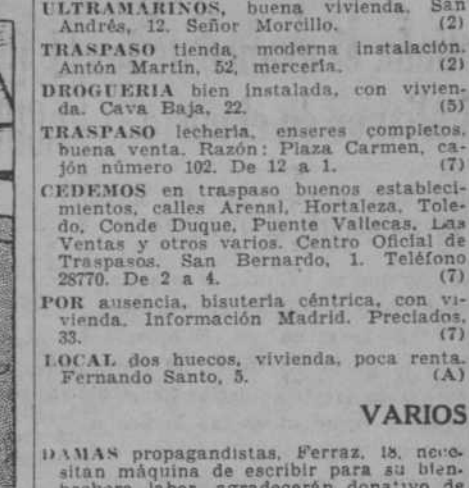 ULTRAMARINOS, buena vivienda. San
Andrés, 12. Señor Morcillo. (2)
TRASPASO tienda, moderna instalación.
Antón Martín, 52, mercería. (2)
DROGUERIA bien instalada, con vivien-
da. Cava Baja, 22. (5)
TRASPASO lechería, enseres completos,
buena venta. Razón: Plaza Carmen, ca-
jón número 102. De 12 a 1. (7)
CEDEMOS en traspaso buenos estableci-
mientos, calles Arenal, Hortaleza, Tole-
do, Conde Duque, Puente Vallecas, Las
Ventas y otros varios. Centro Oficial de
Traspasos. San Bernardo, 1. Teléfono
28770. De 2 a 4. (7)
POR ausencia, bisutería céntrica, con vi-
vienda. Información Madrid. Preciados,
33. (7)
LOCAL dos huecos, vivienda, poca renta.
Fernando Santo, 5. (A)
VARIOS
DAMAS propagandistas, Ferraz, 18, nece-
sitan máquina de escribir para su bien-
hechora labor, agradecerán donativo de